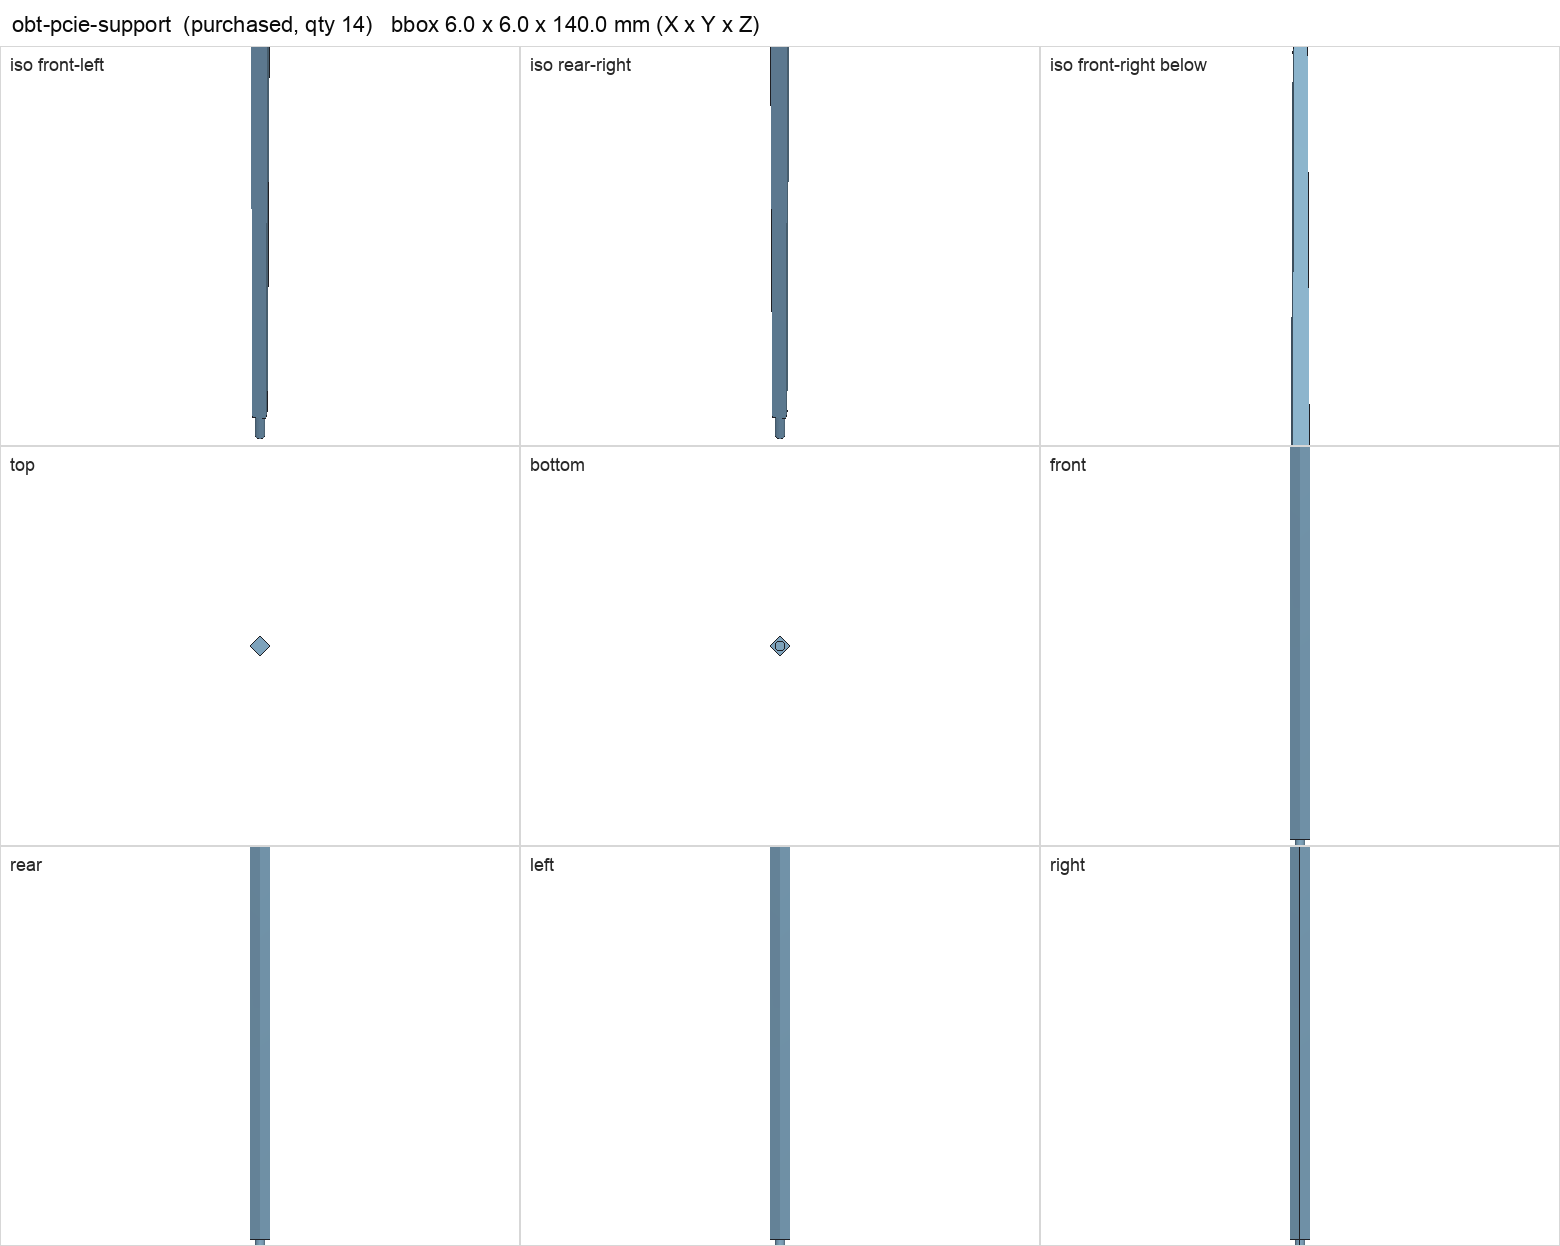 obt-pcie-support (purchased, qty 14) bbox 6.0 x 6.0 x 140.0 mm (X x Y x Z)
iso front-left
iso rear-right
iso front-right below
top
bottom
front
rear
left
right